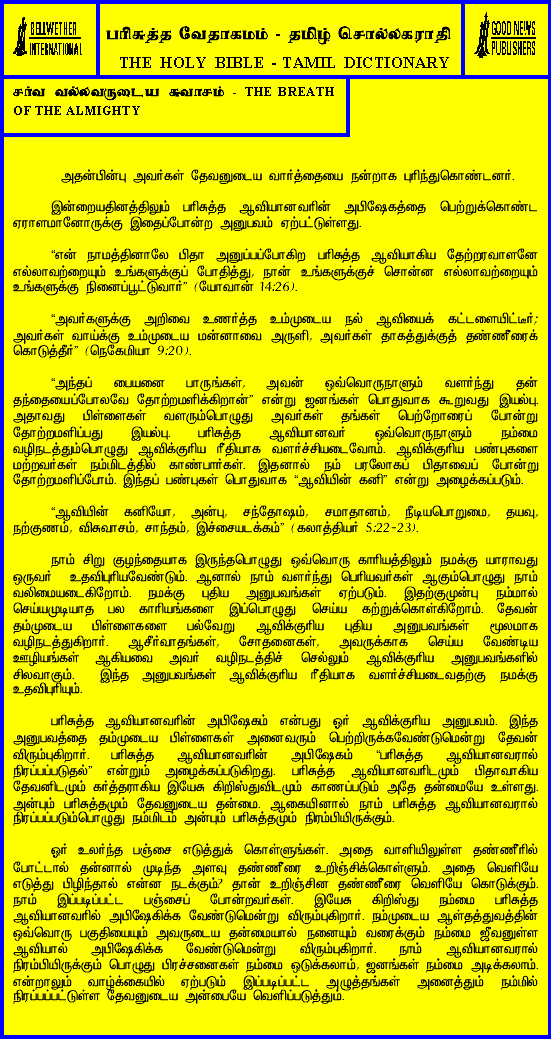 BELLWETHER
INTERNATIONAL
பரிசுத்த வேதாகமம் - தமிழ் சொல்லகராதி
THE HOLY BIBLE - TAMIL DICTIONARY
GOOD NEWS
PUBLISHERS
சர்வ வல்லவருடைய சுவாசம் - THE BREATH
OF THE ALMIGHTY
அதன்பின்பு அவர்கள் தேவனுடைய வார்த்தையை நன்றாக புரிந்துகொண்டனர்.
இன்றையதினத்திலும் பரிசுத்த ஆவியானவரின் அபிஷேகத்தை பெற்றுக்கொண்ட
ஏராளமானோருக்கு இதைப்போன்ற அனுபவம் ஏற்பட்டுள்ளது.
“என் நாமத்தினாலே பிதா அனுப்பப்போகிற பரிசுத்த ஆவியாகிய தேற்றரவாளனே
எல்லாவற்றையும் உங்களுக்குப் போதித்து, நான் உங்களுக்குச் சொன்ன எல்லாவற்றையும்
உங்களுக்கு நினைப்பூட்டுவார்” (யோவான் 14:26).
“அவர்களுக்கு அறிவை உணர்த்த உம்முடைய நல் ஆவியைக் கட்டளையிட்டீர்;
அவர்கள் வாய்க்கு உம்முடைய மன்னாவை அருளி, அவர்கள் தாகத்துக்குத் தண்ணீரைக்
கொடுத்தீர்” (நெகேமியா 9:20).
“அந்தப் பையனை பாருங்கள், அவன் ஒவ்வொருநாளும் வளர்ந்து தன்
தந்தையைப்போலவே தோற்றமளிக்கிறான்” என்று ஜனங்கள் பொதுவாக கூறுவது இயல்பு.
அதாவது பிள்ளைகள் வளரும்பொழுது அவர்கள் தங்கள் பெற்றோரைப் போன்று
தோற்றமளிப்பது இயல்பு. பரிசுத்த ஆவியானவர் ஒவ்வொருநாளும் நம்மை
வழிநடத்தும்பொழுது ஆவிக்குரிய ரீதியாக வளர்ச்சியடைவோம். ஆவிக்குரிய பண்புகளை
மற்றவர்கள் நம்மிடத்தில் காண்பார்கள். இதனால் நம் பரலோகப் பிதாவைப் போன்று
தோற்றமளிப்போம். இந்தப் பண்புகள் பொதுவாக “ஆவியின் கனி” என்று அழைக்கப்படும்.
“ஆவியின் கனியோ, அன்பு, சந்தோஷம், சமாதானம், நீடியபொறுமை, தயவு,
நற்குணம், விசுவாசம், சாந்தம், இச்சையடக்கம்” (கலாத்தியர் 5:22-23).
நாம் சிறு குழந்தையாக இருந்தபொழுது ஒவ்வொரு காரியத்திலும் நமக்கு யாராவது
ஒருவர் உதவிபுரியவேண்டும். ஆனால் நாம் வளர்ந்து பெரியவர்கள் ஆகும்பொழுது நாம்
வலிமையடைகிறோம். நமக்கு புதிய அனுபவங்கள் ஏற்படும். இதற்குமுன்பு நம்மால்
செய்யமுடியாத பல காரியங்களை இப்பொழுது செய்ய கற்றுக்கொள்கிறோம். தேவன்
தம்முடைய பிள்ளைகளை பல்வேறு ஆவிக்குரிய புதிய அனுபவங்கள் மூலமாக
வழிநடத்துகிறார். ஆசீர்வாதங்கள், சோதனைகள், அவருக்காக செய்ய வேண்டிய
ஊழியங்கள் ஆகியவை அவர் வழிநடத்திச் செல்லும் ஆவிக்குரிய அனுபவங்களில்
சிலவாகும். இந்த அனுபவங்கள் ஆவிக்குரிய ரீதியாக வளர்ச்சியடைவதற்கு நமக்கு
உதவிபுரியும்.
பரிசுத்த ஆவியானவரின் அபிஷேகம் என்பது ஓர் ஆவிக்குரிய அனுபவம். இந்த
அனுபவத்தை தம்முடைய பிள்ளைகள் அனைவரும் பெற்றிருக்கவேண்டுமென்று தேவன்
விரும்புகிறார். பரிசுத்த ஆவியானவரின் அபிஷேகம் “பரிசுத்த ஆவியானவரால்
நிரப்பப்படுதல்” என்றும் அழைக்கப்படுகிறது. பரிசுத்த ஆவியானவரிடமும் பிதாவாகிய
தேவனிடமும் கர்த்தராகிய இயேசு கிறிஸ்துவிடமும் காணப்படும் அதே தன்மையே உள்ளது.
அன்பும் பரிசுத்தமும் தேவனுடைய தன்மை. ஆகையினால் நாம் பரிசுத்த ஆவியானவரால்
நிரப்பப்படும்பொழுது நம்மிடம் அன்பும் பரிசுத்தமும் நிரம்பியிருக்கும்.
ஓர் உலர்ந்த பஞ்சை எடுத்துக் கொள்ளுங்கள். அதை வாளியிலுள்ள தண்ணீரில்
போட்டால் தன்னால் முடிந்த அளவு தண்ணீரை உறிஞ்சிக்கொள்ளும். அதை வெளியே
எடுத்து பிழிந்தால் என்ன நடக்கும்? தான் உறிஞ்சின தண்ணீரை வெளியே கொடுக்கும்.
நாம் இப்படிப்பட்ட பஞ்சைப் போன்றவர்கள். இயேசு கிறிஸ்து நம்மை பரிசுத்த
ஆவியானவரில் அபிஷேகிக்க வேண்டுமென்று விரும்புகிறார். நம்முடைய ஆள்தத்துவத்தின்
ஒவ்வொரு பகுதியையும் அவருடைய தன்மையால் நனையும் வரைக்கும் நம்மை ஜீவனுள்ள
ஆவியால் அபிஷேகிக்க வேண்டுமென்று விரும்புகிறார். நாம் ஆவியானவரால்
நிரம்பியிருக்கும் பொழுது பிரச்சனைகள் நம்மை ஒடுக்கலாம், ஜனங்கள் நம்மை அடிக்கலாம்.
என்றாலும் வாழ்க்கையில் ஏற்படும் இப்படிப்பட்ட அழுத்தங்கள் அனைத்தும் நம்மில்
நிரப்பப்பட்டுள்ள தேவனுடைய அன்பையே வெளிப்படுத்தும்.